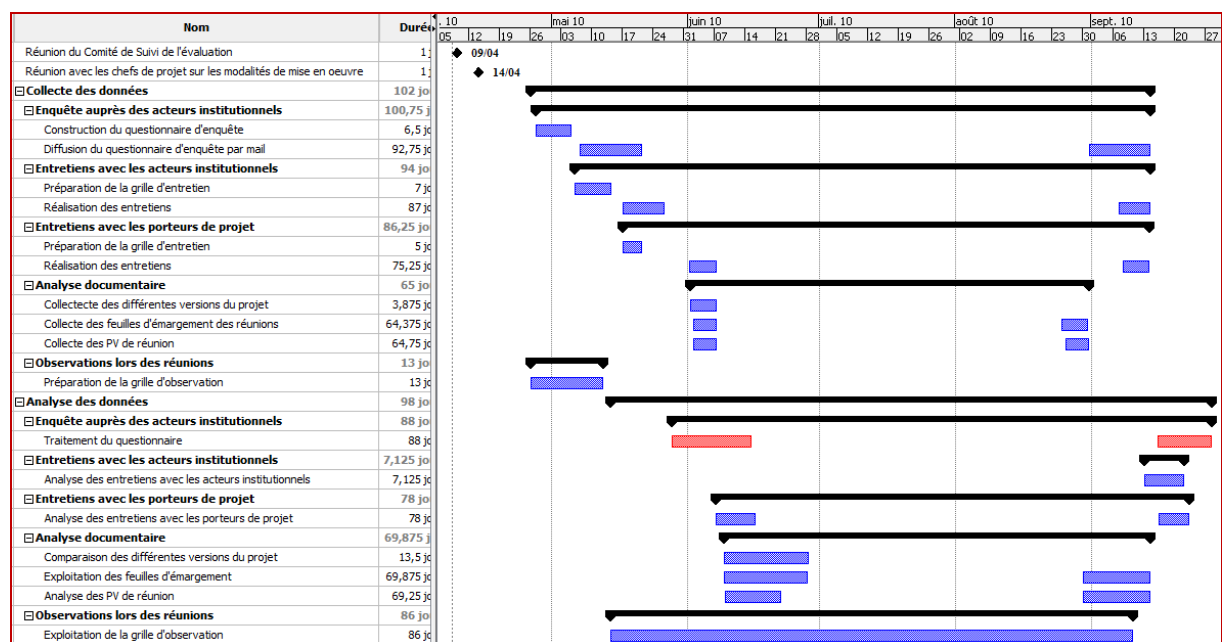 Nom Durée . 10 mai 10 juin 10 juil. 10 août 10 sept. 10
05 12 19 26 03 10 17 24 31 07 14 21 28 05 12 19 26 02 09 16 23 30 06 13 20 27
Réunion du Comité de Suivi de l'évaluation 1 j 09/04
Réunion avec les chefs de projet sur les modalités de mise en oeuvre 1 j 14/04
Collecte des données 102 jo
Enquête auprès des acteurs institutionnels 100,75 j
Construction du questionnaire d'enquête 6,5 jo
Diffusion du questionnaire d'enquête par mail 92,75 jo
Entretiens avec les acteurs institutionnels 94 jo
Préparation de la grille d'entretien 7 jo
Réalisation des entretiens 87 jo
Entretiens avec les porteurs de projet 86,25 jo
Préparation de la grille d'entretien 5 jo
Réalisation des entretiens 75,25 jo
Analyse documentaire 65 jo
Collectecte des différentes versions du projet 3,875 jo
Collecte des feuilles d'émargement des réunions 64,375 jo
Collecte des PV de réunion 64,75 jo
Observations lors des réunions 13 jo
Préparation de la grille d'observation 13 jo
Analyse des données 98 jo
Enquête auprès des acteurs institutionnels 88 jo
Traitement du questionnaire 88 jo
Entretiens avec les acteurs institutionnels 7,125 jo
Analyse des entretiens avec les acteurs institutionnels 7,125 jo
Entretiens avec les porteurs de projet 78 jo
Analyse des entretiens avec les porteurs de projet 78 jo
Analyse documentaire 69,875 j
Comparaison des différentes versions du projet 13,5 jo
Exploitation des feuilles d'émargement 69,875 jo
Analyse des PV de réunion 69,25 jo
Observations lors des réunions 86 jo
Exploitation de la grille d'observation 86 jo